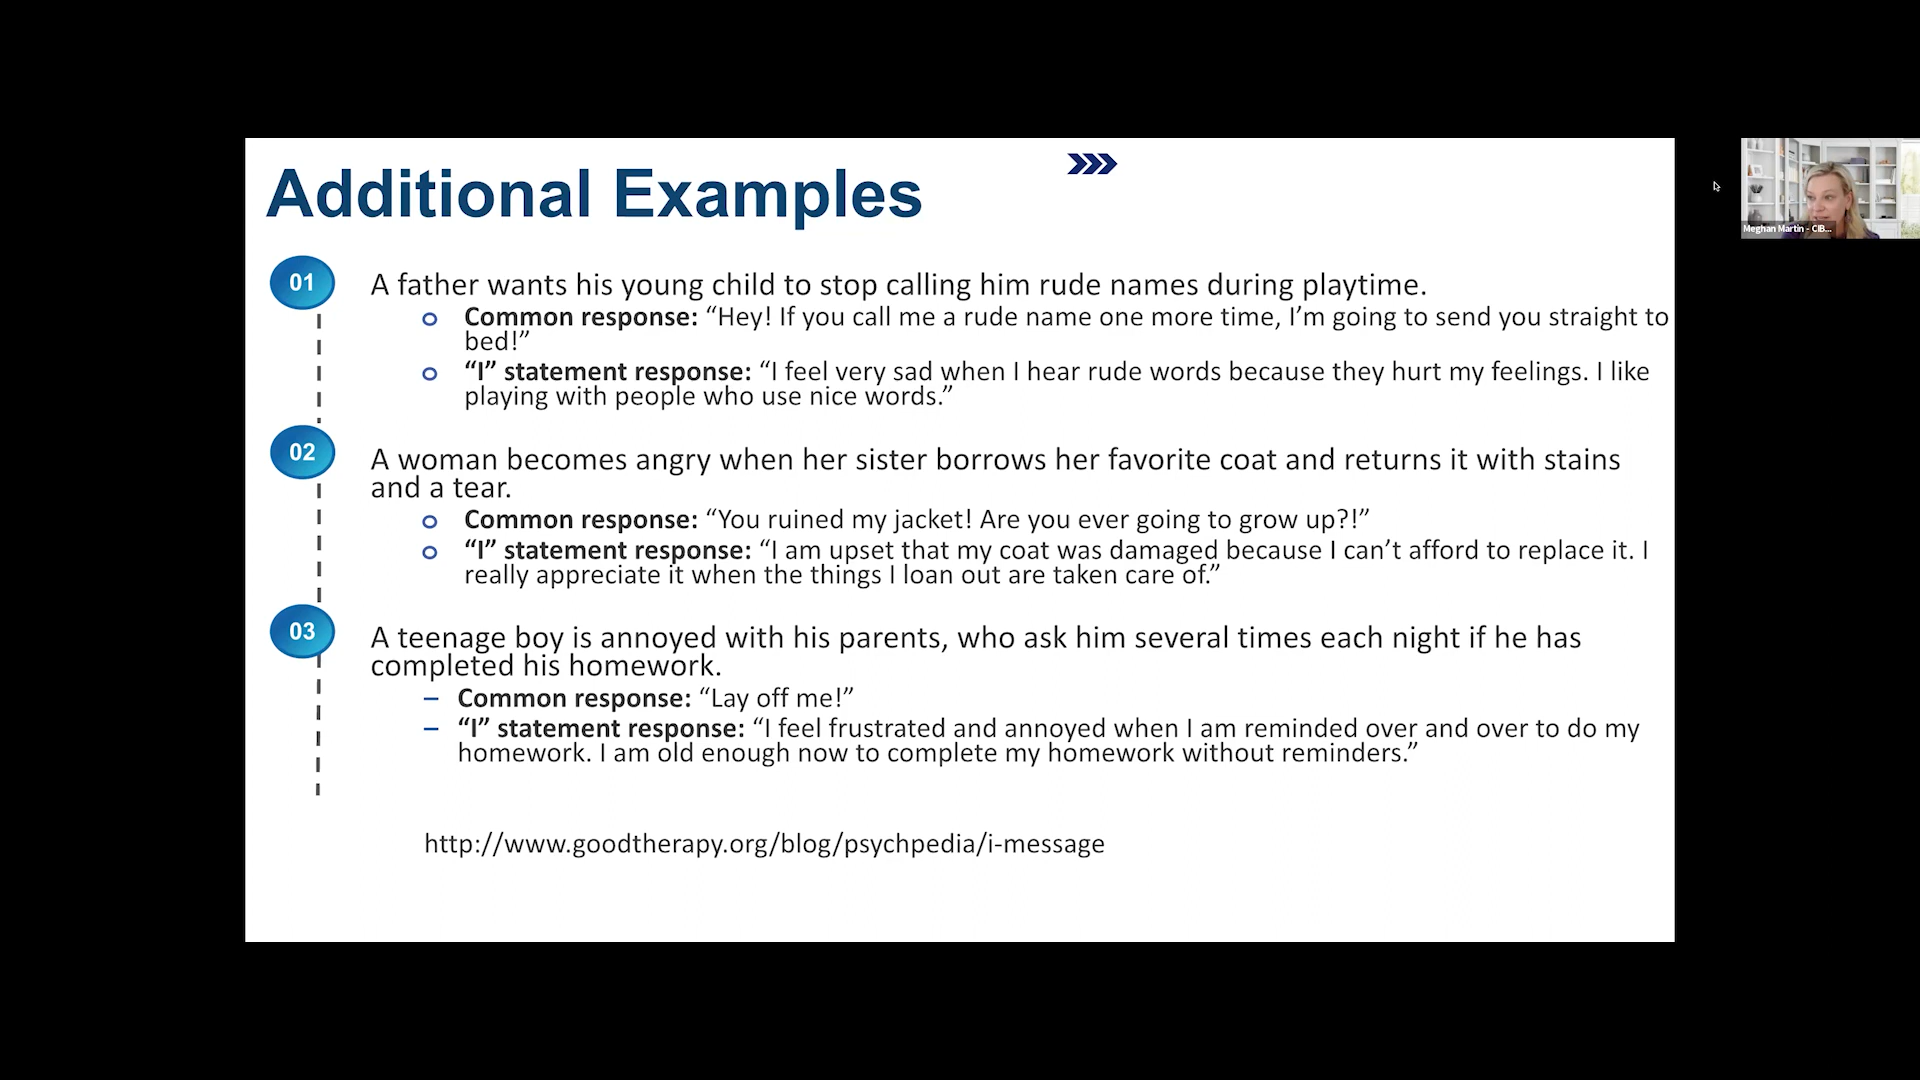 Additional Examples
01
A father wants his young child to stop calling him rude names during playtime.
Common response: “Hey! If you call me a rude name one more time, I’m going to send you straight to
bed!”
“I” statement response: “I feel very sad when I hear rude words because they hurt my feelings. I like
playing with people who use nice words.”
02
A woman becomes angry when her sister borrows her favorite coat and returns it with stains
and a tear.
Common response: “You ruined my jacket! Are you ever going to grow up?!”
“I” statement response: “I am upset that my coat was damaged because I can’t afford to replace it. I
really appreciate it when the things I loan out are taken care of.”
03
A teenage boy is annoyed with his parents, who ask him several times each night if he has
completed his homework.
– Common response: “Lay off me!”
– “I” statement response: “I feel frustrated and annoyed when I am reminded over and over to do my
homework. I am old enough now to complete my homework without reminders.”
http://www.goodtherapy.org/blog/psychpedia/i-message
Meghan Martin - CIB...